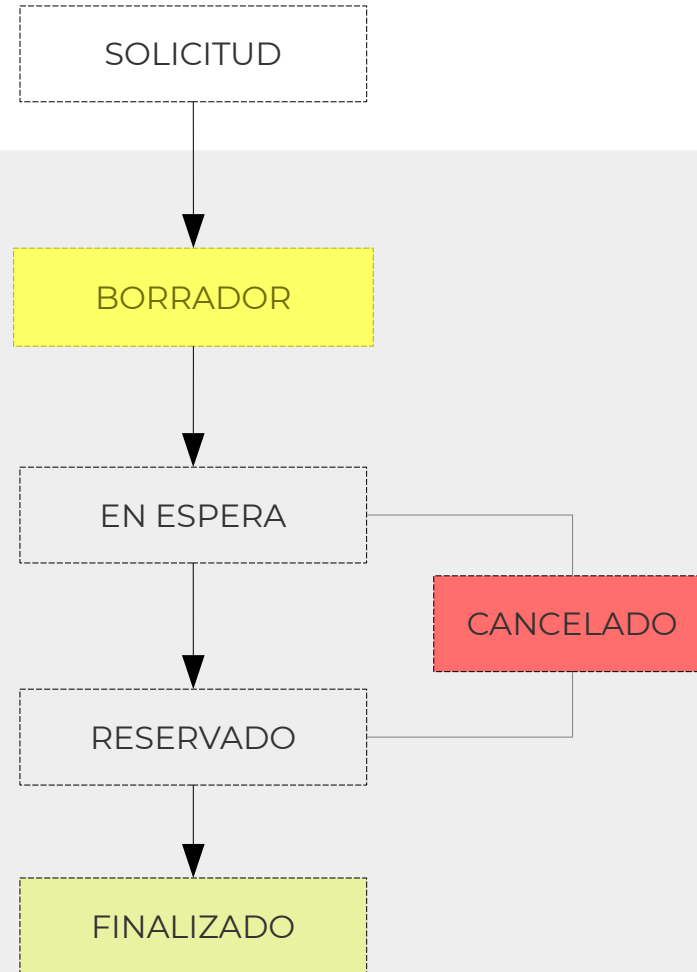 SOLICITUD
BORRADOR
EN ESPERA
CANCELADO
RESERVADO
FINALIZADO